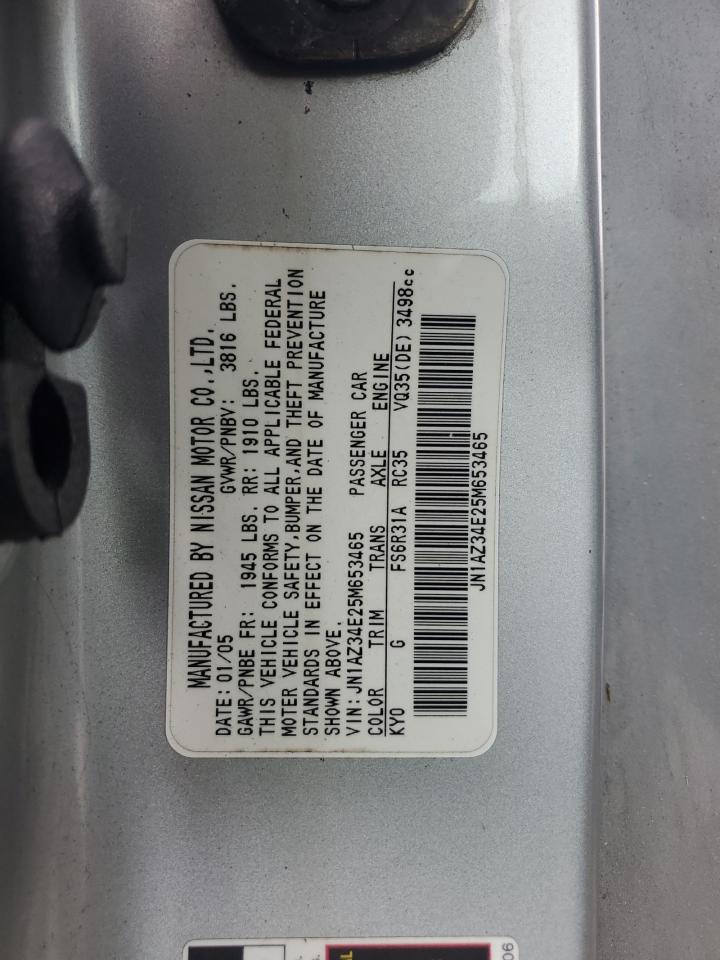 MANUFACTURED BY NISSAN MOTOR CO.,LTD.
DATE: 01/05 GVWR/PNBV: 3816 LBS.
GAWR/PNBE FR: 1945 LBS. RR: 1910 LBS.
THIS VEHICLE CONFORMS TO ALL APPLICABLE FEDERAL
MOTER VEHICLE SAFETY,BUMPER,AND THEFT PREVENTION
STANDARDS IN EFFECT ON THE DATE OF MANUFACTURE
SHOWN ABOVE.
VIN: JN1AZ34E25M653465 PASSENGER CAR
COLOR TRIM TRANS AXLE ENGINE
KY0 G FS6R31A RC35 VQ35(DE) 3498cc
JN1AZ34E25M653465
06